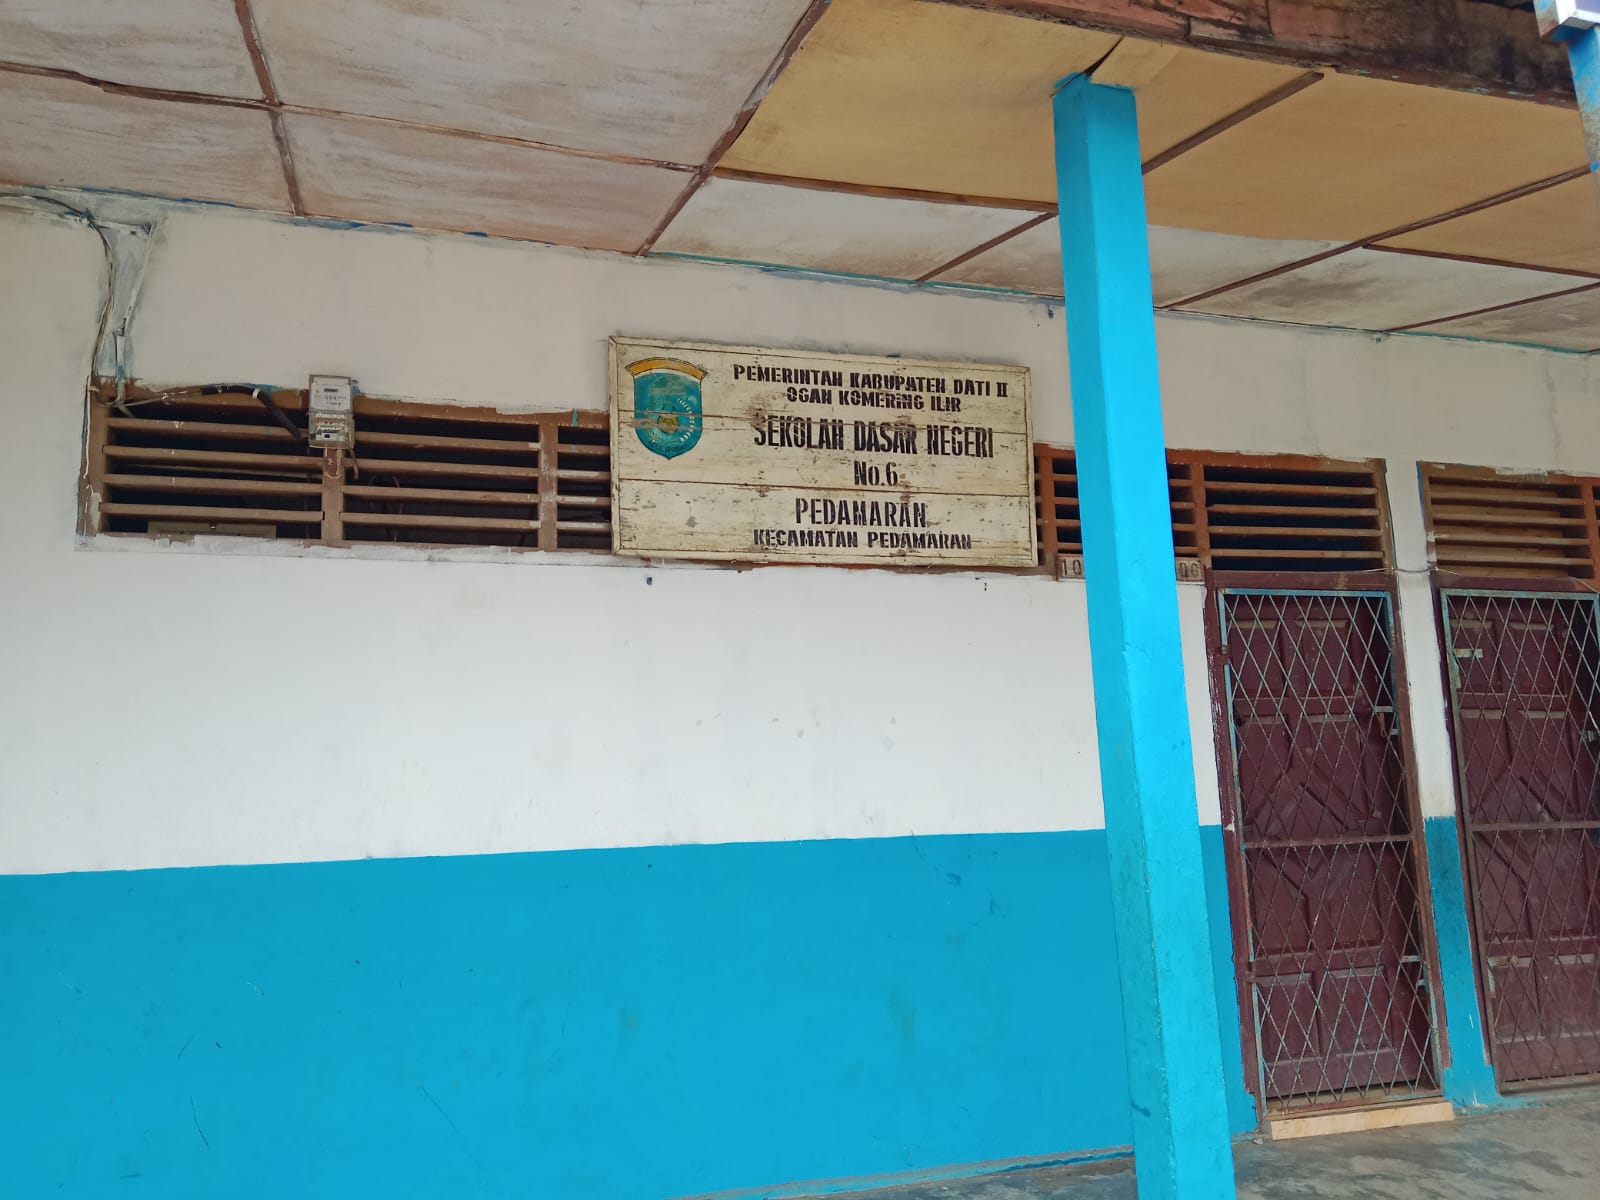 PEMERINTAH KABUPATEN DATI II
OGAN KOMERING ILIR
SEKOLAH DASAR NEGERI
No.6
PEDAMARAN
KECAMATAN PEDAMARAN